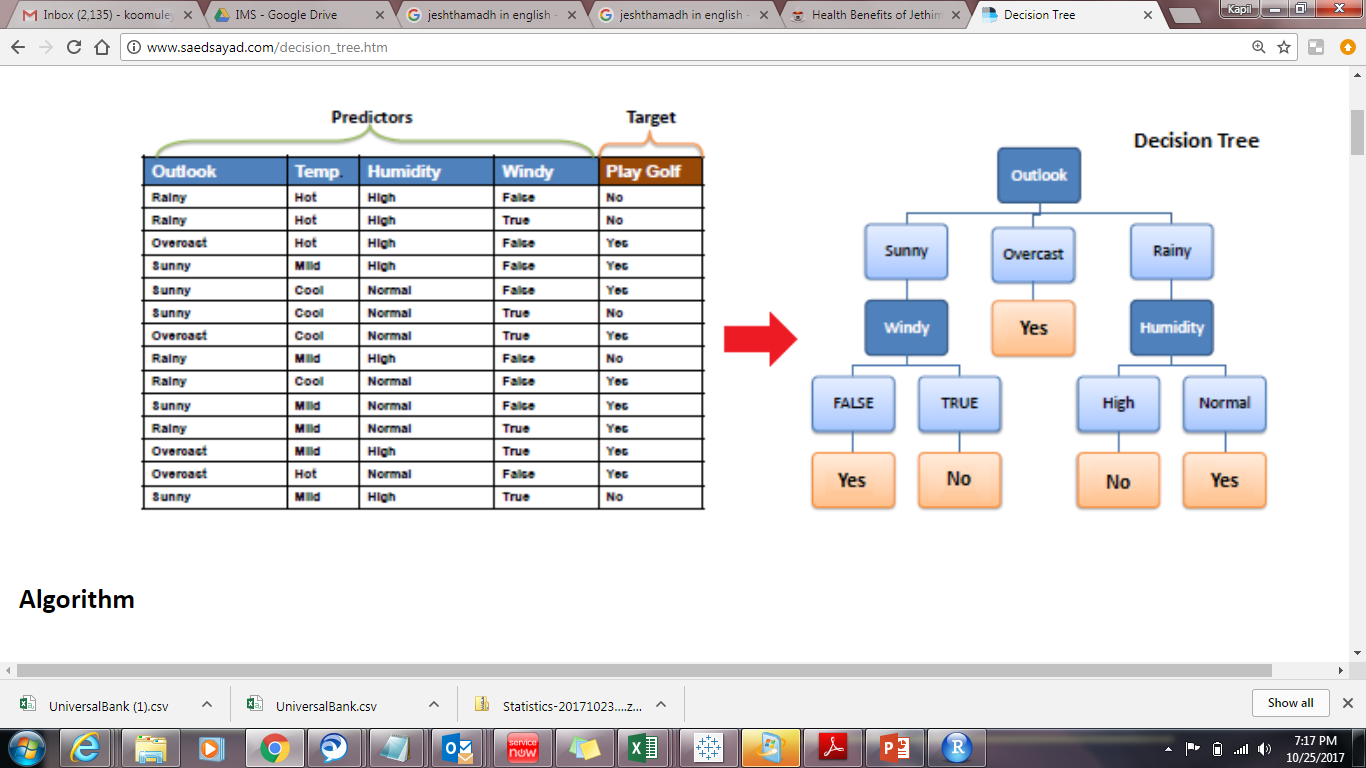 Inbox (2,135) - koomule
IMS - Google Drive
jeshthamadh in english -
jeshthamadh in english -
Health Benefits of Jethim
Decision Tree
Kapil
www.saedsayad.com/decision_tree.htm
Predictors
Target
Outlook Temp. Humidity Windy Play Golf
Rainy Hot High False No
Rainy Hot High True No
Overcast Hot High False Yes
Sunny Mild High False Yes
Sunny Cool Normal False Yes
Sunny Cool Normal True No
Overcast Cool Normal True Yes
Rainy Mild High False No
Rainy Cool Normal False Yes
Sunny Mild Normal False Yes
Rainy Mild Normal True Yes
Overcast Mild High True Yes
Overcast Hot Normal False Yes
Sunny Mild High True No
Decision Tree
Outlook
Sunny Overcast Rainy
Windy Yes Humidity
FALSE TRUE High Normal
Yes No No Yes
Algorithm
UniversalBank (1).csv
UniversalBank.csv
Statistics-20171023....z...
Show all
service
now
7:17 PM
10/25/2017